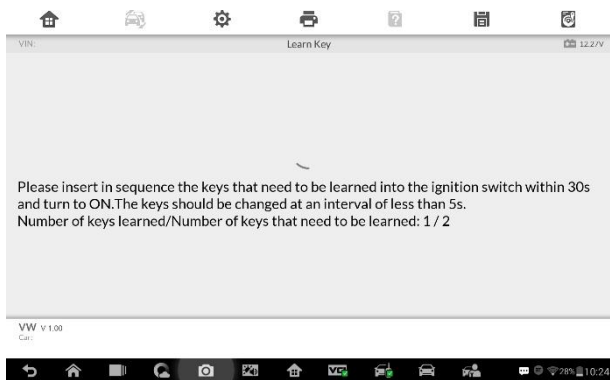 VIN:
Learn Key
12.27V
Please insert in sequence the keys that need to be learned into the ignition switch within 30s
and turn to ON.The keys should be changed at an interval of less than 5s.
Number of keys learned/Number of keys that need to be learned: 1 / 2
VW V 1.00
Car:
28% 10:24